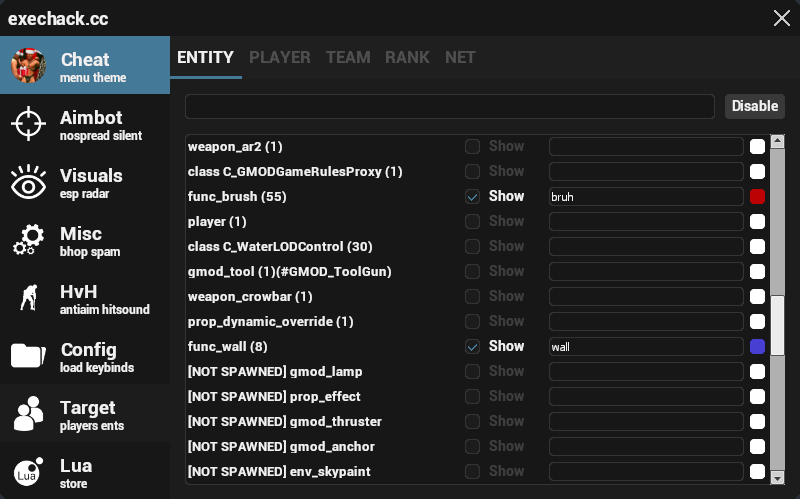 exechack.cc
Cheat
menu theme
Aimbot
nospread silent
Visuals
esp radar
Misc
bhop spam
HvH
antiaim hitsound
Config
load keybinds
Target
players ents
Lua
Lua
store
ENTITY PLAYER TEAM RANK NET
Disable
weapon_ar2 (1) Show
class C_GMODGameRulesProxy (1) Show
func_brush (55) Show bruh
player (1) Show
class C_WaterLODControl (30) Show
gmod_tool (1)(#GMOD_ToolGun) Show
weapon_crowbar (1) Show
prop_dynamic_override (1) Show
func_wall (8) Show wall
[NOT SPAWNED] gmod_lamp Show
[NOT SPAWNED] prop_effect Show
[NOT SPAWNED] gmod_thruster Show
[NOT SPAWNED] gmod_anchor Show
[NOT SPAWNED] env_skypaint Show